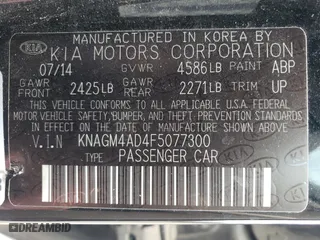 MANUFACTURED IN KOREA BY
KIA KIA MOTORS CORPORATION
07/14 GVWR 4586LB PAINT ABP
GAWR FRONT 2425LB GAWR REAR 2271LB TRIM UP
THIS VEHICLE CONFORMS TO ALL APPLICABLE U.S.A FEDERAL
MOTOR VEHICLE SAFETY, BUMPER, AND THEFT PREVENTION
STANDARDS IN EFFECT ON THE DATE OF MANUFACTURE SHOWN ABOVE.
V.I.N KNAGM4AD4F5077300
TYPE PASSENGER CAR